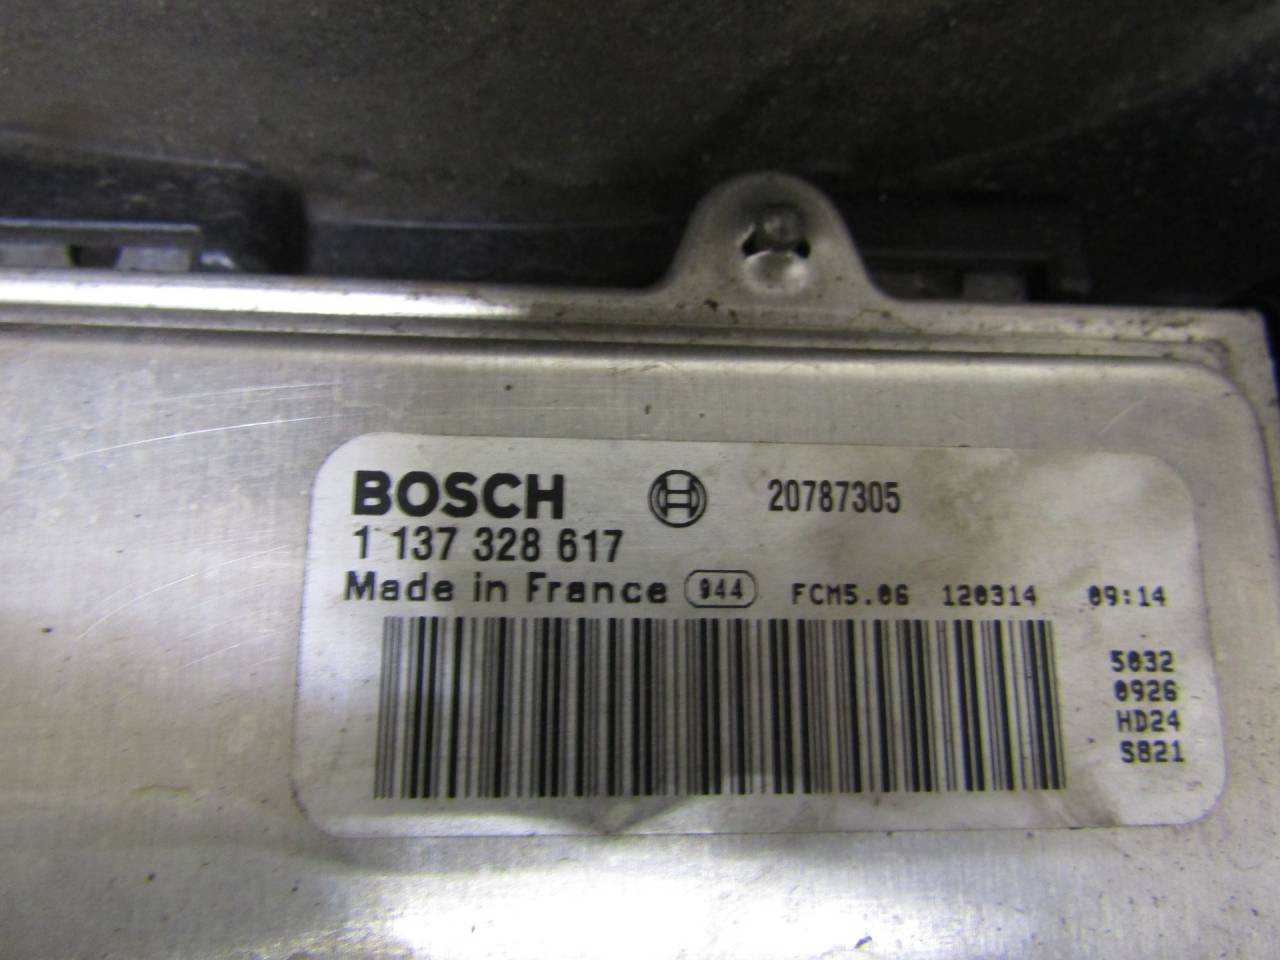 BOSCH 20787305
1 137 328 617
Made in France 944 FCM5.06 120314 09:14
5032
0926
HD24
S821